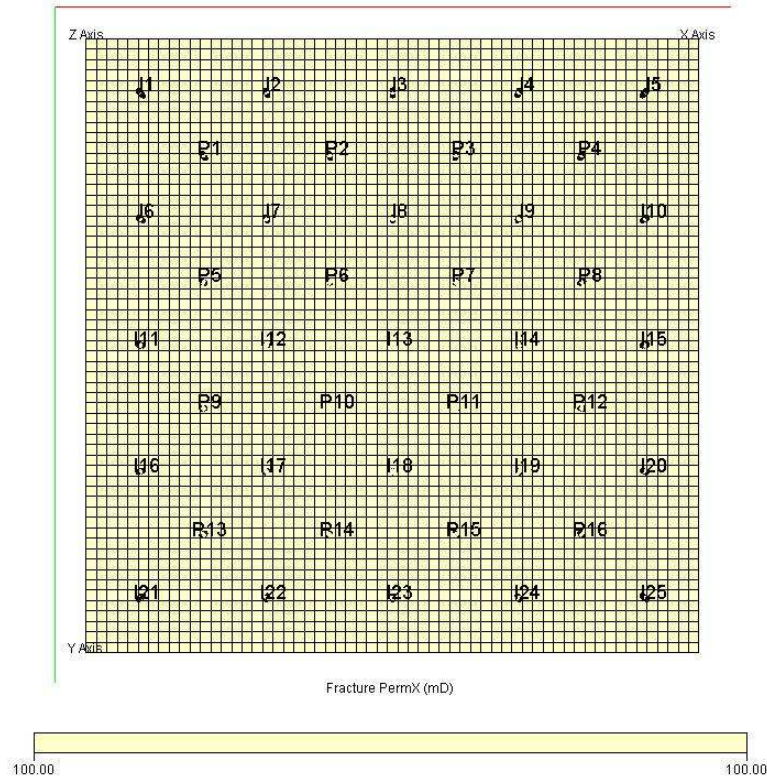 Z Axis X Axis
I1 I2 I3 I4 I5
P1 P2 P3 P4
I6 I7 I8 I9 I10
P5 P6 P7 P8
I11 I12 I13 I14 I15
P9 P10 P11 P12
I16 I17 I18 I19 I20
P13 P14 P15 P16
I21 I22 I23 I24 I25
Y Axis
Fracture PermX (mD)
100.00 100.00